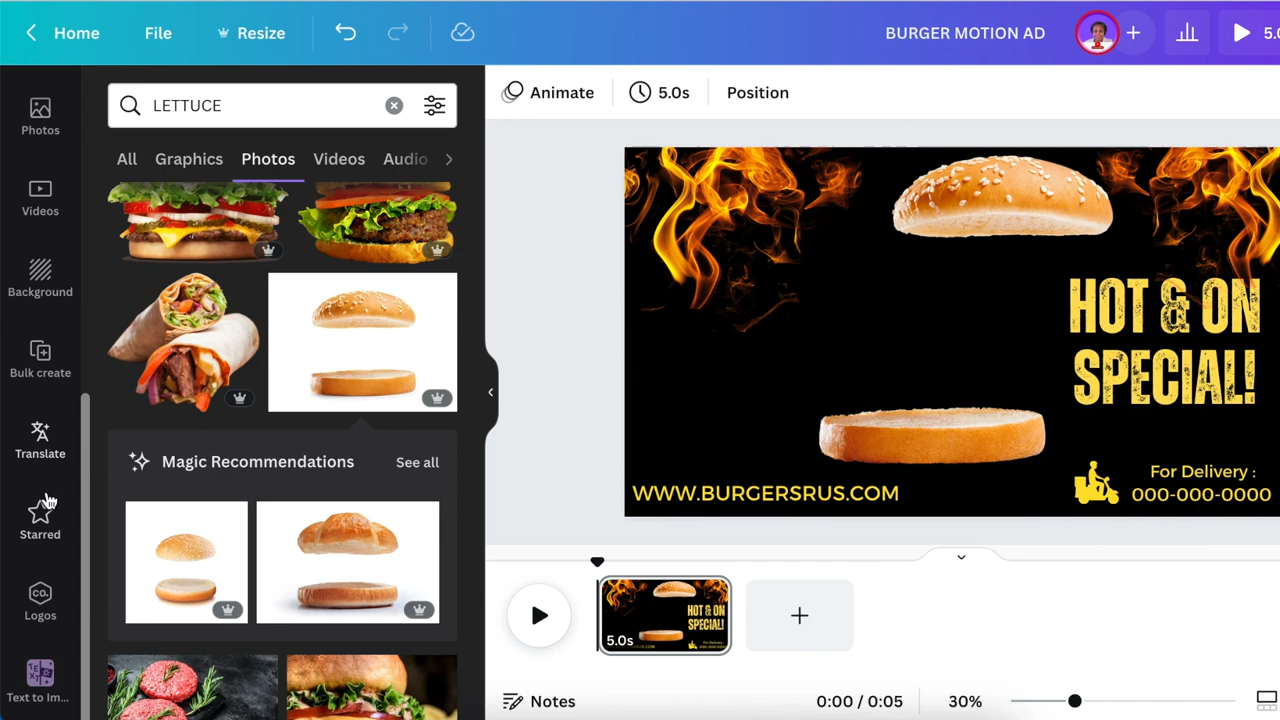 Home
File
Resize
BURGER MOTION AD
5.0
LETTUCE
All
Graphics
Photos
Videos
Audio
Photos
Videos
Background
Bulk create
Translate
Starred
Logos
CO.
Text to Im...
Magic Recommendations
See all
Animate
5.0s
Position
HOT & ON
SPECIAL!
WWW.BURGERSRUS.COM
For Delivery :
000-000-0000
5.0s
HOT & ON
SPECIAL!
Notes
0:00 / 0:05
30%